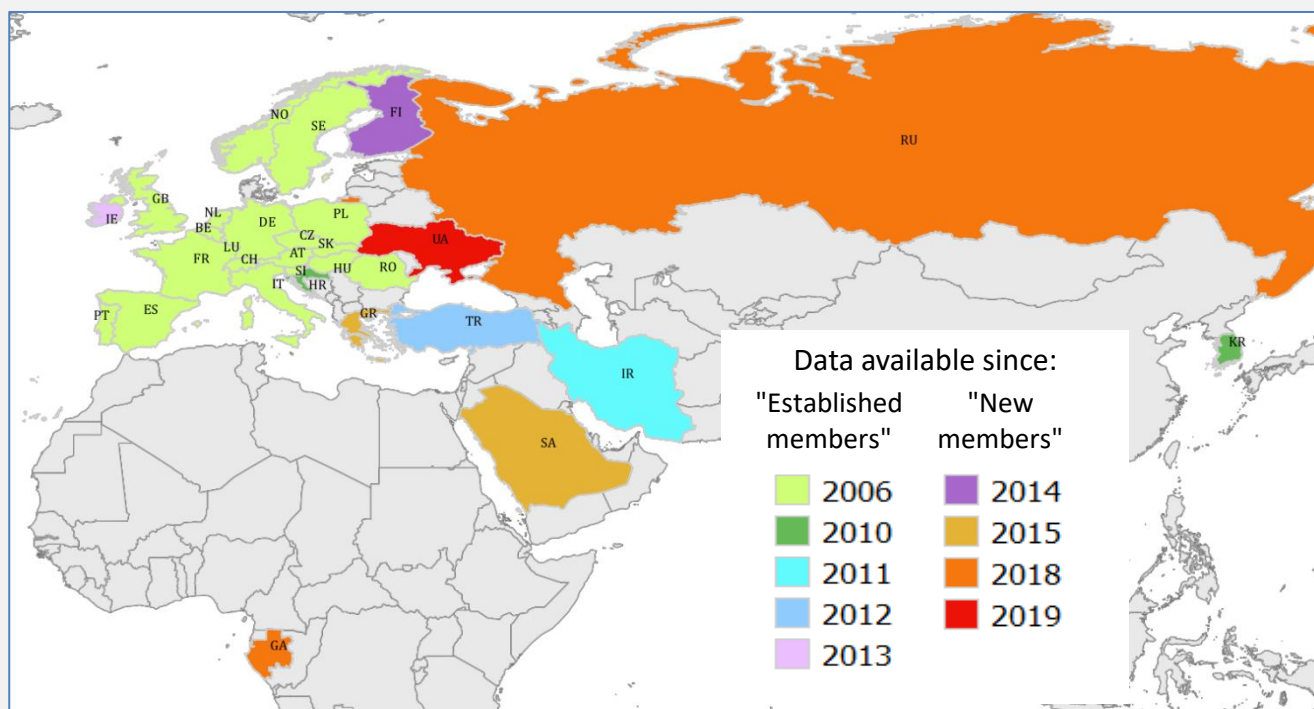 NO
SE
FI
RU
GB
IE
NL
BE
DE
PL
LU
CZ
SK
UA
FR
CH
AT
HU
RO
SI
HR
IT
PT
ES
GR
TR
IR
KR
SA
GA
Data available since:
"Established
members"
"New
members"
2006
2010
2011
2012
2013
2014
2015
2018
2019